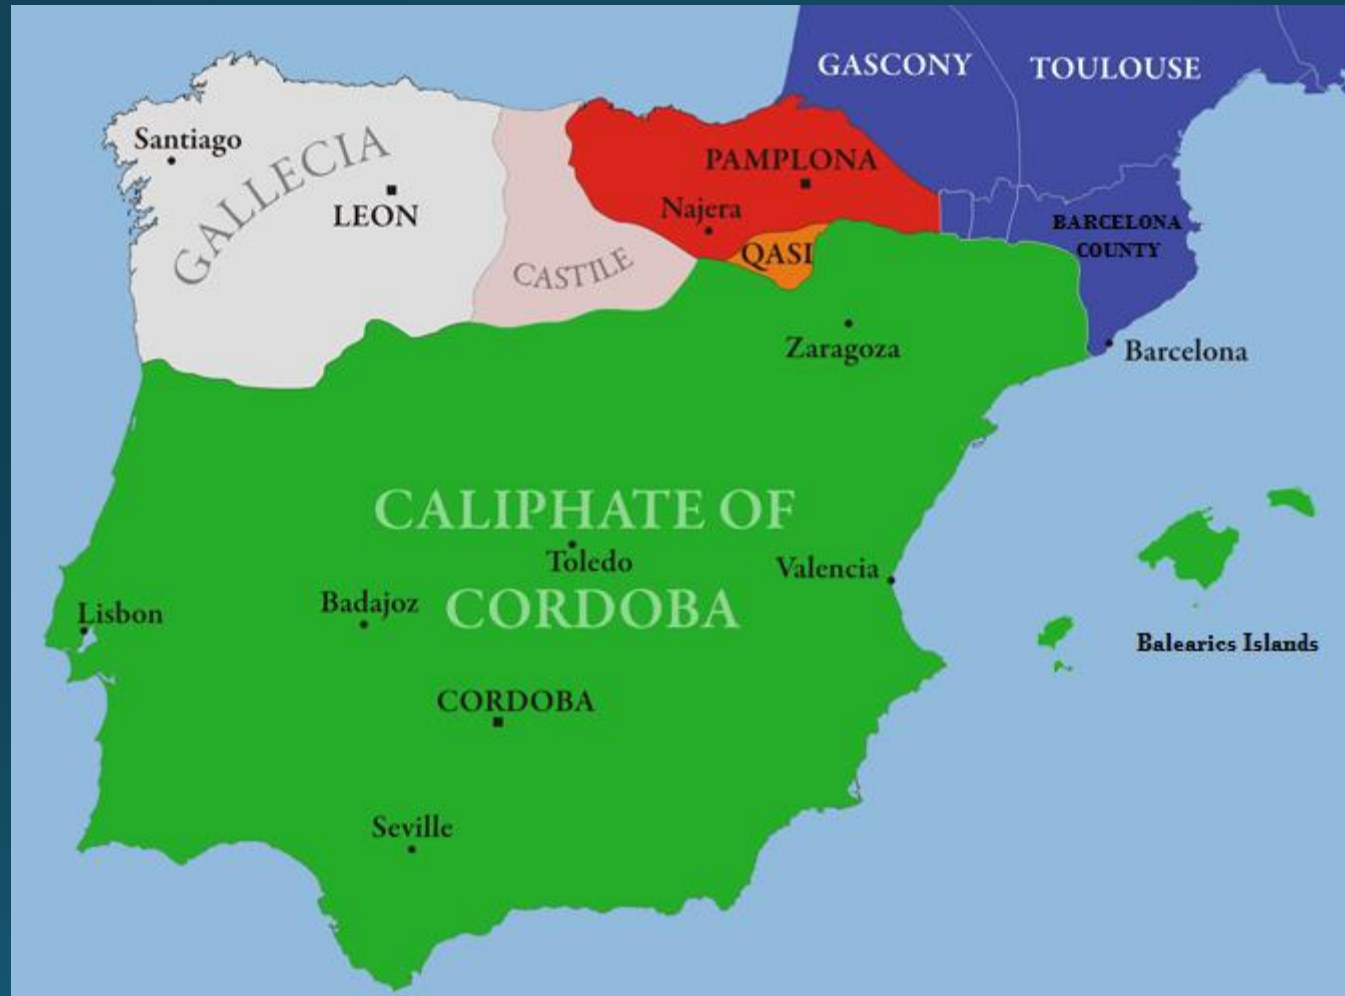 GASCONY
TOULOUSE
Santiago
GALLECIA
LEON
PAMPLONA
Najera
BARCELONA
COUNTY
QASI
CASTILE
Zaragoza
Barcelona
CALIPHATE OF
Toledo
Valencia
Badajoz
CORDOBA
Lisbon
Balearics Islands
CORDOBA
Seville